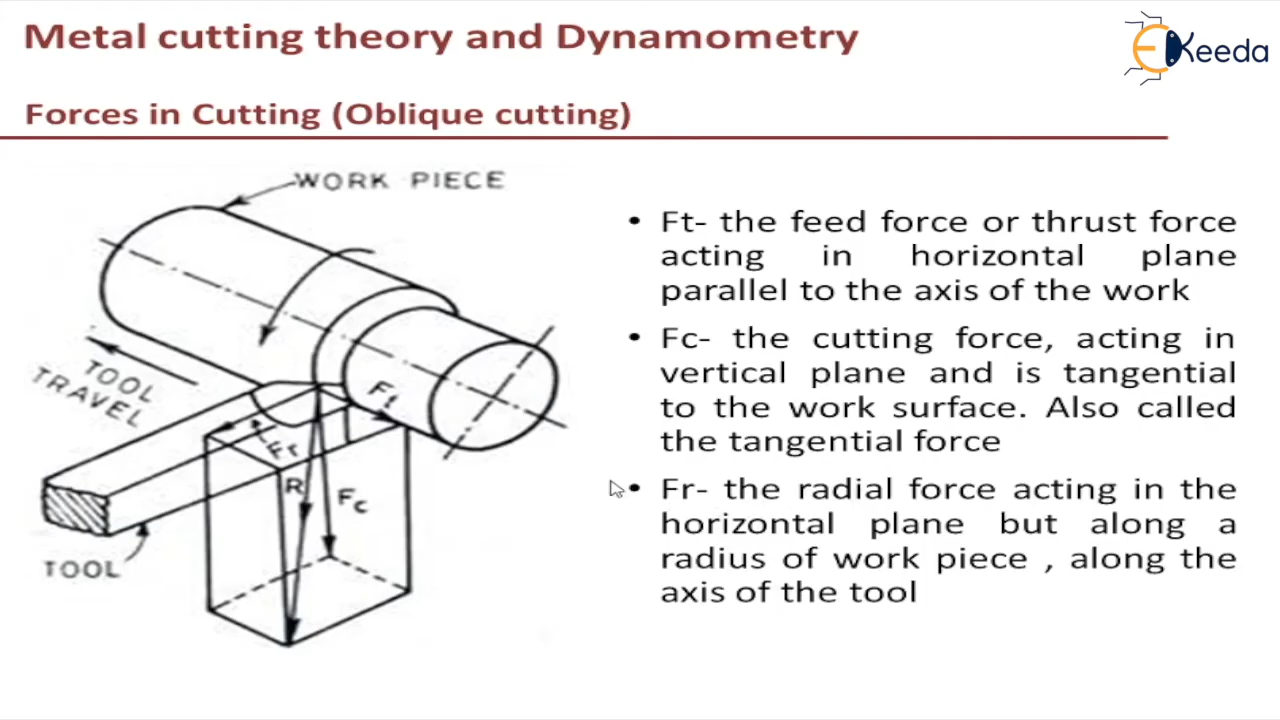 Metal cutting theory and Dynamometry
EKeeda
Forces in Cutting (Oblique cutting)
WORK PIECE
TOOL
TRAVEL
Ft
Fr
R
Fc
TOOL
• Ft- the feed force or thrust force
acting in horizontal plane
parallel to the axis of the work
• Fc- the cutting force, acting in
vertical plane and is tangential
to the work surface. Also called
the tangential force
• Fr- the radial force acting in the
horizontal plane but along a
radius of work piece , along the
axis of the tool